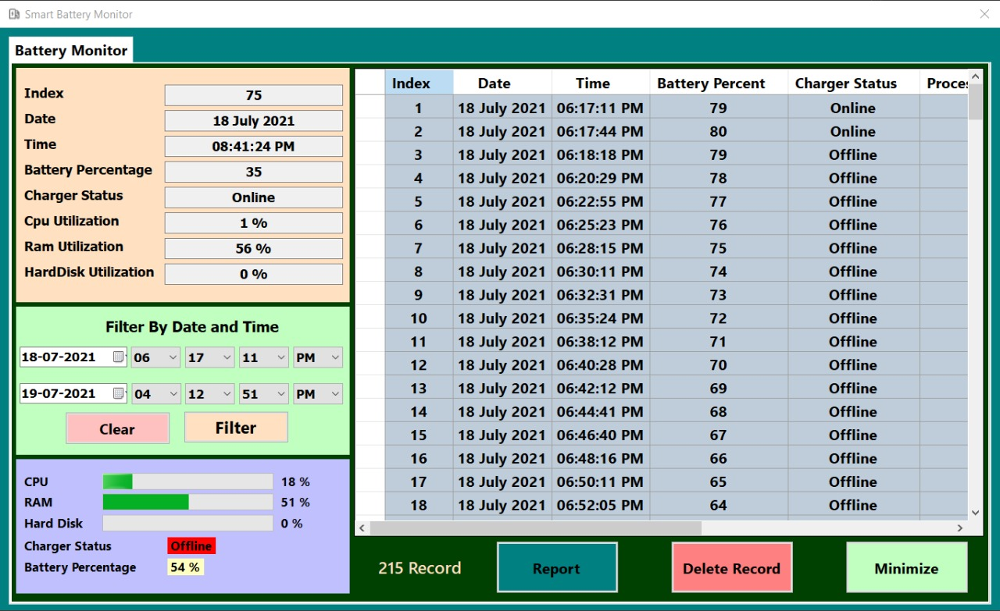 Smart Battery Monitor
Battery Monitor
Index 75
Date 18 July 2021
Time 08:41:24 PM
Battery Percentage 35
Charger Status Online
Cpu Utilization 1 %
Ram Utilization 56 %
HardDisk Utilization 0 %
Filter By Date and Time
18-07-2021 06 17 11 PM
19-07-2021 04 12 51 PM
Clear Filter
CPU 18 %
RAM 51 %
Hard Disk 0 %
Charger Status Offline
Battery Percentage 54 %
Index Date Time Battery Percent Charger Status Proces
1 18 July 2021 06:17:11 PM 79 Online
2 18 July 2021 06:17:44 PM 80 Online
3 18 July 2021 06:18:18 PM 79 Offline
4 18 July 2021 06:20:29 PM 78 Offline
5 18 July 2021 06:22:55 PM 77 Offline
6 18 July 2021 06:25:23 PM 76 Offline
7 18 July 2021 06:28:15 PM 75 Offline
8 18 July 2021 06:30:11 PM 74 Offline
9 18 July 2021 06:32:31 PM 73 Offline
10 18 July 2021 06:35:24 PM 72 Offline
11 18 July 2021 06:38:12 PM 71 Offline
12 18 July 2021 06:40:28 PM 70 Offline
13 18 July 2021 06:42:12 PM 69 Offline
14 18 July 2021 06:44:41 PM 68 Offline
15 18 July 2021 06:46:40 PM 67 Offline
16 18 July 2021 06:48:16 PM 66 Offline
17 18 July 2021 06:50:11 PM 65 Offline
18 18 July 2021 06:52:05 PM 64 Offline
215 Record Report Delete Record Minimize